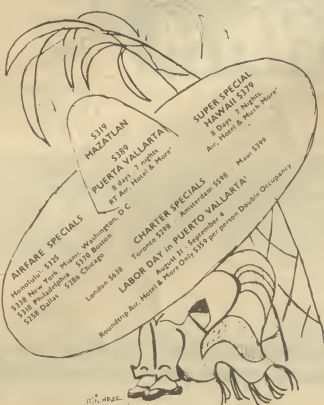 $319
MAZATLAN
$389
PUERTA VALLARTA
8 days 7 nights
RT Air, Hotel & More'
SUPER SPECIAL
HAWAII $379
8 Days 7 Nights,
Air, Hotel & Much More'
AIRFARE SPECIALS
Honolulu' $325
$338 New York, Miami, Washington, D C
$318 Philadelphia $370 Boston
$258 Dallas $286 Chicago
CHARTER SPECIALS
Toronto $298 Amsterdam $598 Maui $399
London $638
LABOR DAY in PUERTO VALLARTA'
August 31 - September 4
Roundtrip Air, Hotel & More Only $359 per person Double Occupancy